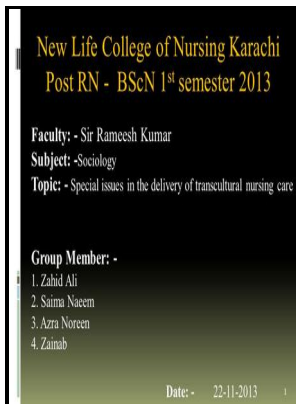 New Life College of Nursing Karachi
Post RN - BScN 1st semester 2013
Faculty: - Sir Rameesh Kumar
Subject: -Sociology
Topic: - Special issues in the delivery of transcultural nursing care
Group Member: -
1. Zahid Ali
2. Saima Naeem
3. Azra Noreen
4. Zainab
Date: - 22-11-2013 1